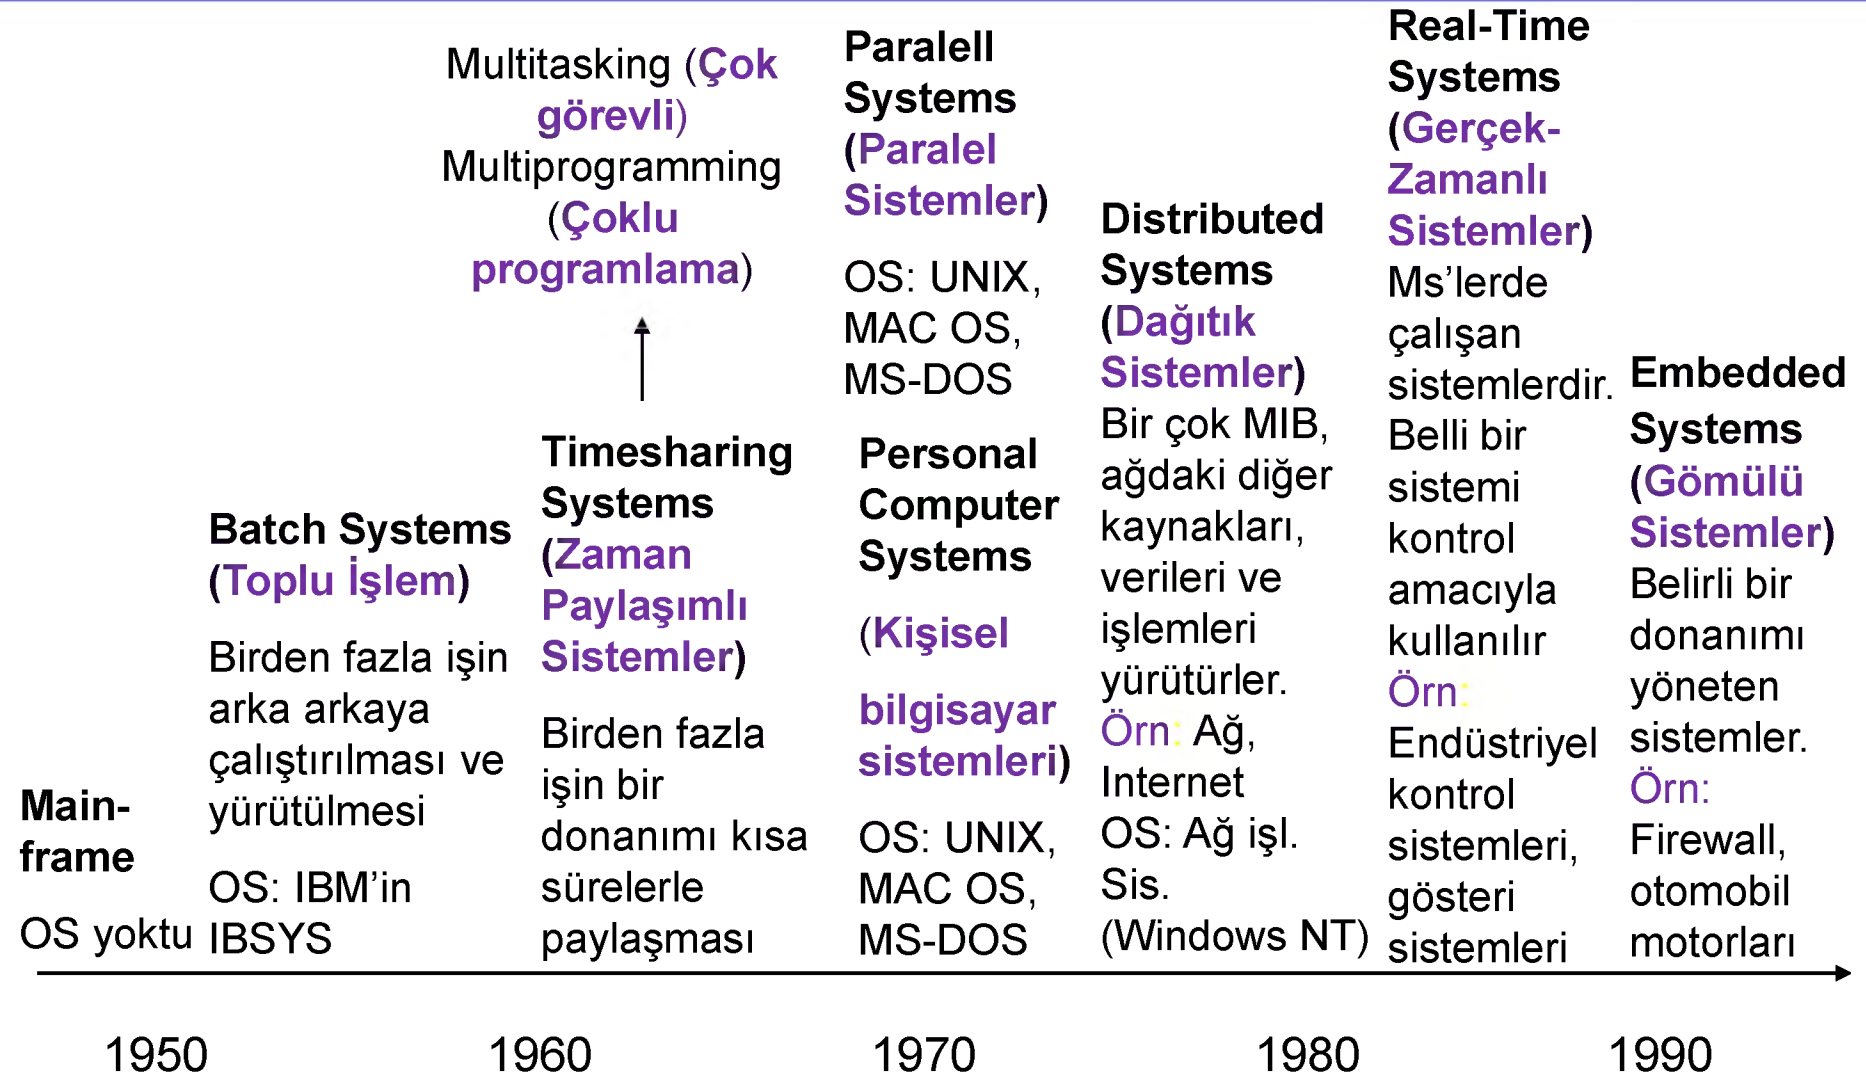 Main-
frame
OS yoktu
Batch Systems
(Toplu İşlem)
Birden fazla işin
arka arkaya
çalıştırılması ve
yürütülmesi
OS: IBM’in
IBSYS
Multitasking (Çok
görevli)
Multiprogramming
(Çoklu
programlama)
Timesharing
Systems
(Zaman
Paylaşımlı
Sistemler)
Birden fazla
işin bir
donanımı kısa
sürelerle
paylaşması
Paralell
Systems
(Paralel
Sistemler)
OS: UNIX,
MAC OS,
MS-DOS
Personal
Computer
Systems
(Kişisel
bilgisayar
sistemleri)
OS: UNIX,
MAC OS,
MS-DOS
Distributed
Systems
(Dağıtık
Sistemler)
Bir çok MIB,
ağdaki diğer
kaynakları,
verileri ve
işlemleri
yürütürler.
Örn: Ağ,
Internet
OS: Ağ işl.
Sis.
(Windows NT)
Real-Time
Systems
(Gerçek-
Zamanlı
Sistemler)
Ms’lerde
çalışan
sistemlerdir.
Belli bir
sistemi
kontrol
amacıyla
kullanılır
Örn:
Endüstriyel
kontrol
sistemleri,
gösteri
sistemleri
Embedded
Systems
(Gömülü
Sistemler)
Belirli bir
donanımı
yöneten
sistemler.
Örn:
Firewall,
otomobil
motorları
1950
1960
1970
1980
1990